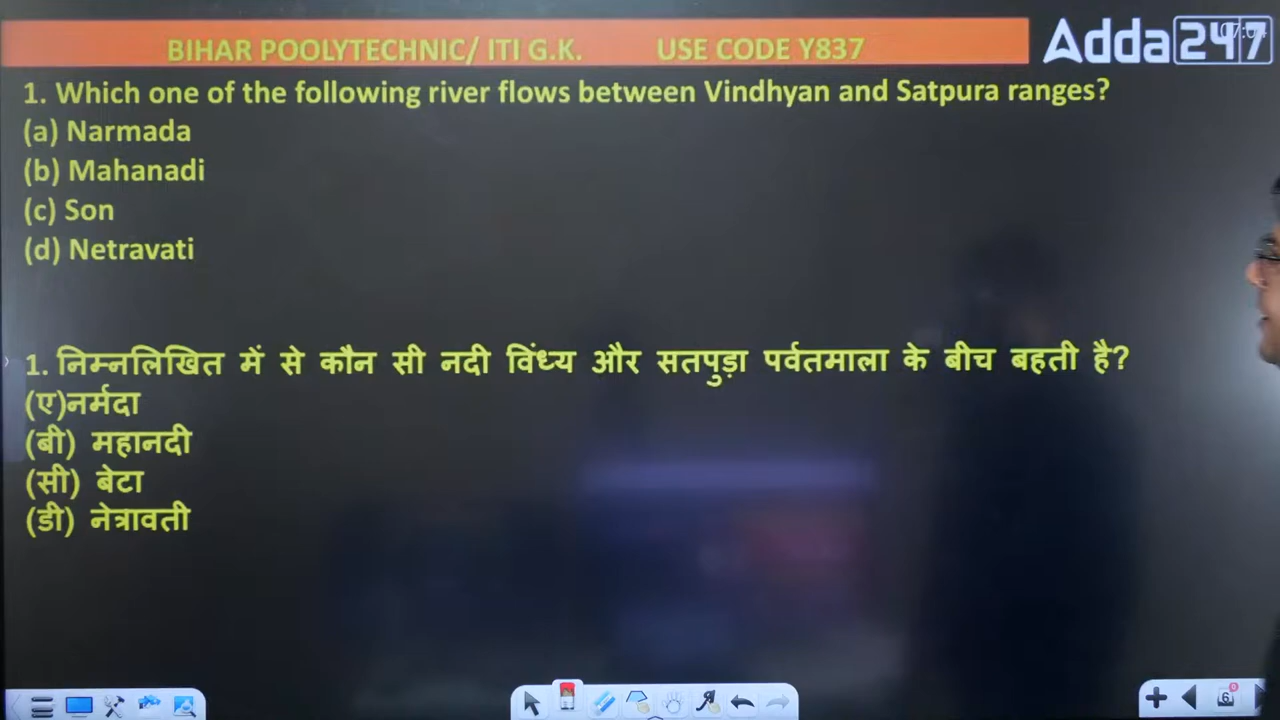 BIHAR POOLYTECHNIC/ ITI G.K. USE CODE Y837
Adda247
1. Which one of the following river flows between Vindhyan and Satpura ranges?
(a) Narmada
(b) Mahanadi
(c) Son
(d) Netravati
1. निम्नलिखित में से कौन सी नदी विंध्य और सतपुड़ा पर्वतमाला के बीच बहती है?
(ए)नर्मदा
(बी) महानदी
(सी) बेटा
(डी) नेत्रावती